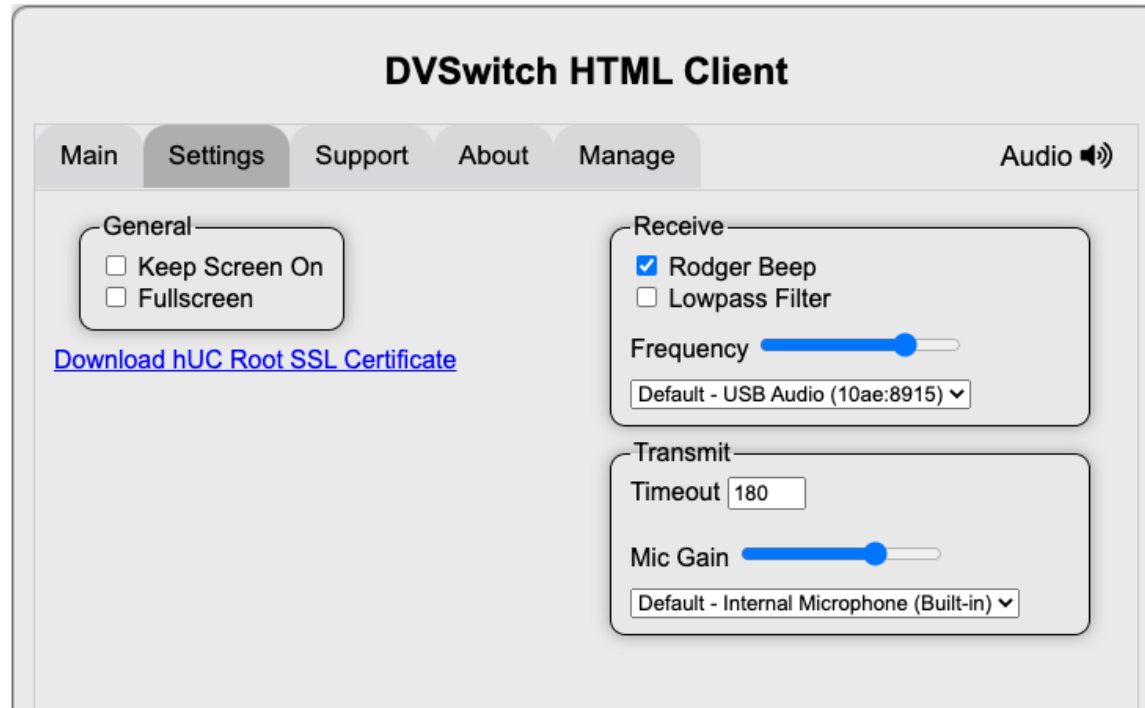 DVSwitch HTML Client
Main Settings Support About Manage Audio
General
Keep Screen On
Fullscreen
Download hUC Root SSL Certificate
Receive
Rodger Beep
Lowpass Filter
Frequency
Default - USB Audio (10ae:8915)
Transmit
Timeout 180
Mic Gain
Default - Internal Microphone (Built-in)